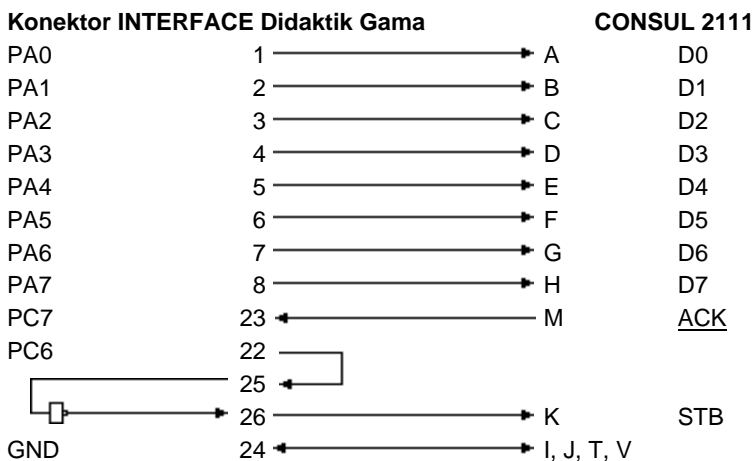 Konektor INTERFACE Didaktik Gama CONSUL 2111
PA0 1 A D0
PA1 2 B D1
PA2 3 C D2
PA3 4 D D3
PA4 5 E D4
PA5 6 F D5
PA6 7 G D6
PA7 8 H D7
PC7 23 M ACK
PC6 22
25
26 K STB
GND 24 I, J, T, V